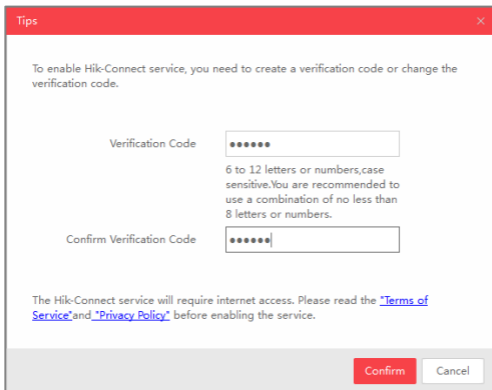 Tips
To enable Hik-Connect service, you need to create a verification code or change the
verification code.
Verification Code ●●●●●●
6 to 12 letters or numbers,case
sensitive.You are recommended to
use a combination of no less than
8 letters or numbers.
Confirm Verification Code ●●●●●●
The Hik-Connect service will require internet access. Please read the "Terms of
Service"and "Privacy Policy" before enabling the service.
Confirm Cancel